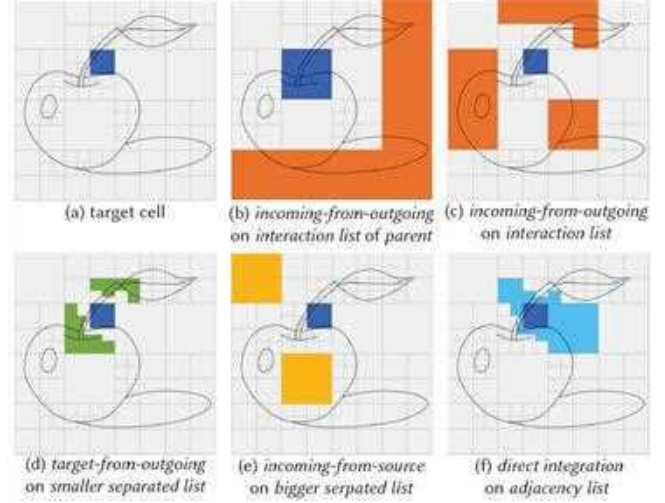 (a) target cell
(b) incoming-from-outgoing
on interaction list of parent
(c) incoming-from-outgoing
on interaction list
(d) target-from-outgoing
on smaller separated list
(e) incoming-from-source
on bigger serpated list
(f) direct integration
on adjacency list